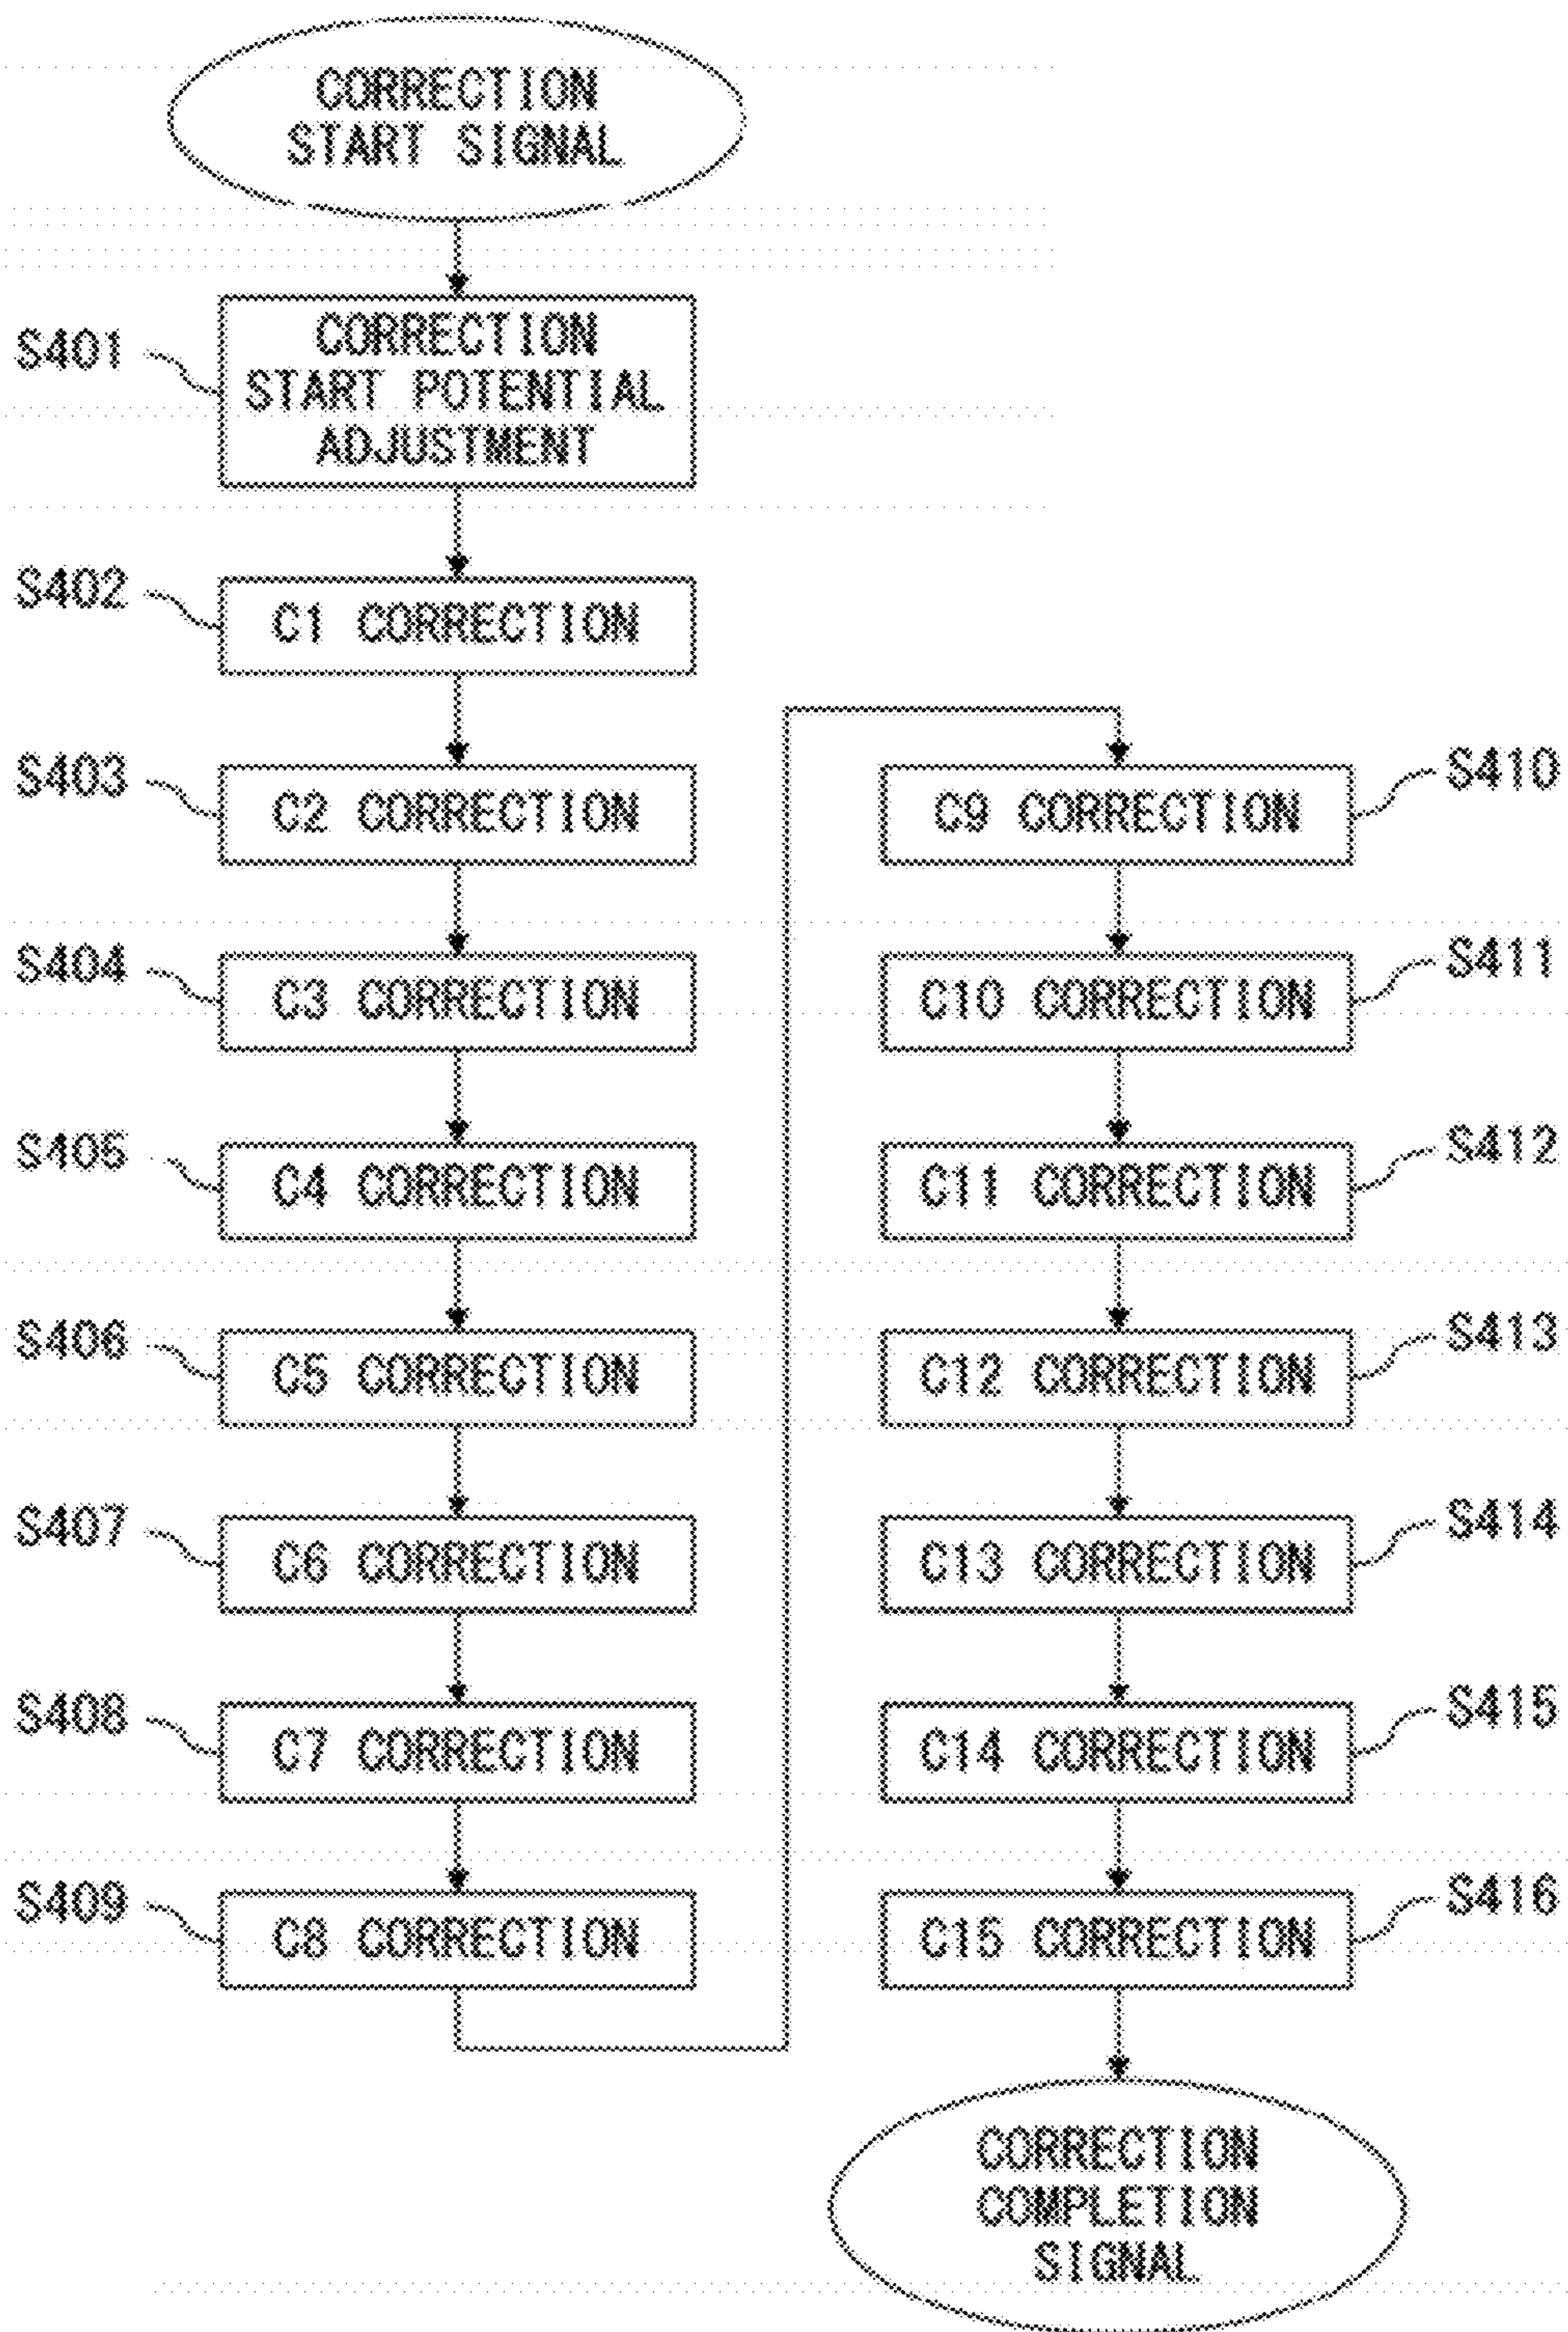 CORRECTION
START SIGNAL
S401
CORRECTION
START POTENTIAL
ADJUSTMENT
S402
C1 CORRECTION
S403
C2 CORRECTION
S404
C3 CORRECTION
S405
C4 CORRECTION
S406
C5 CORRECTION
S407
C6 CORRECTION
S408
C7 CORRECTION
S409
C8 CORRECTION
C9 CORRECTION
S410
C10 CORRECTION
S411
C11 CORRECTION
S412
C12 CORRECTION
S413
C13 CORRECTION
S414
C14 CORRECTION
S415
C15 CORRECTION
S416
CORRECTION
COMPLETION
SIGNAL